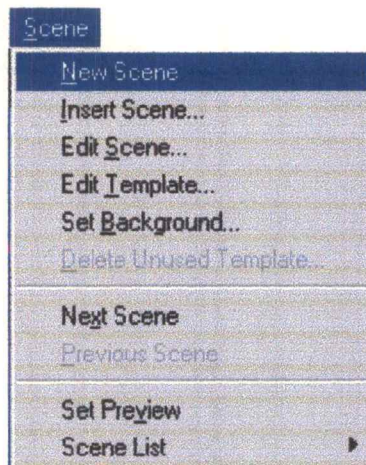 Scene
New Scene
Insert Scene...
Edit Scene...
Edit Template...
Set Background...
Delete Unused Template...
Next Scene
Previous Scene
Set Preview
Scene List